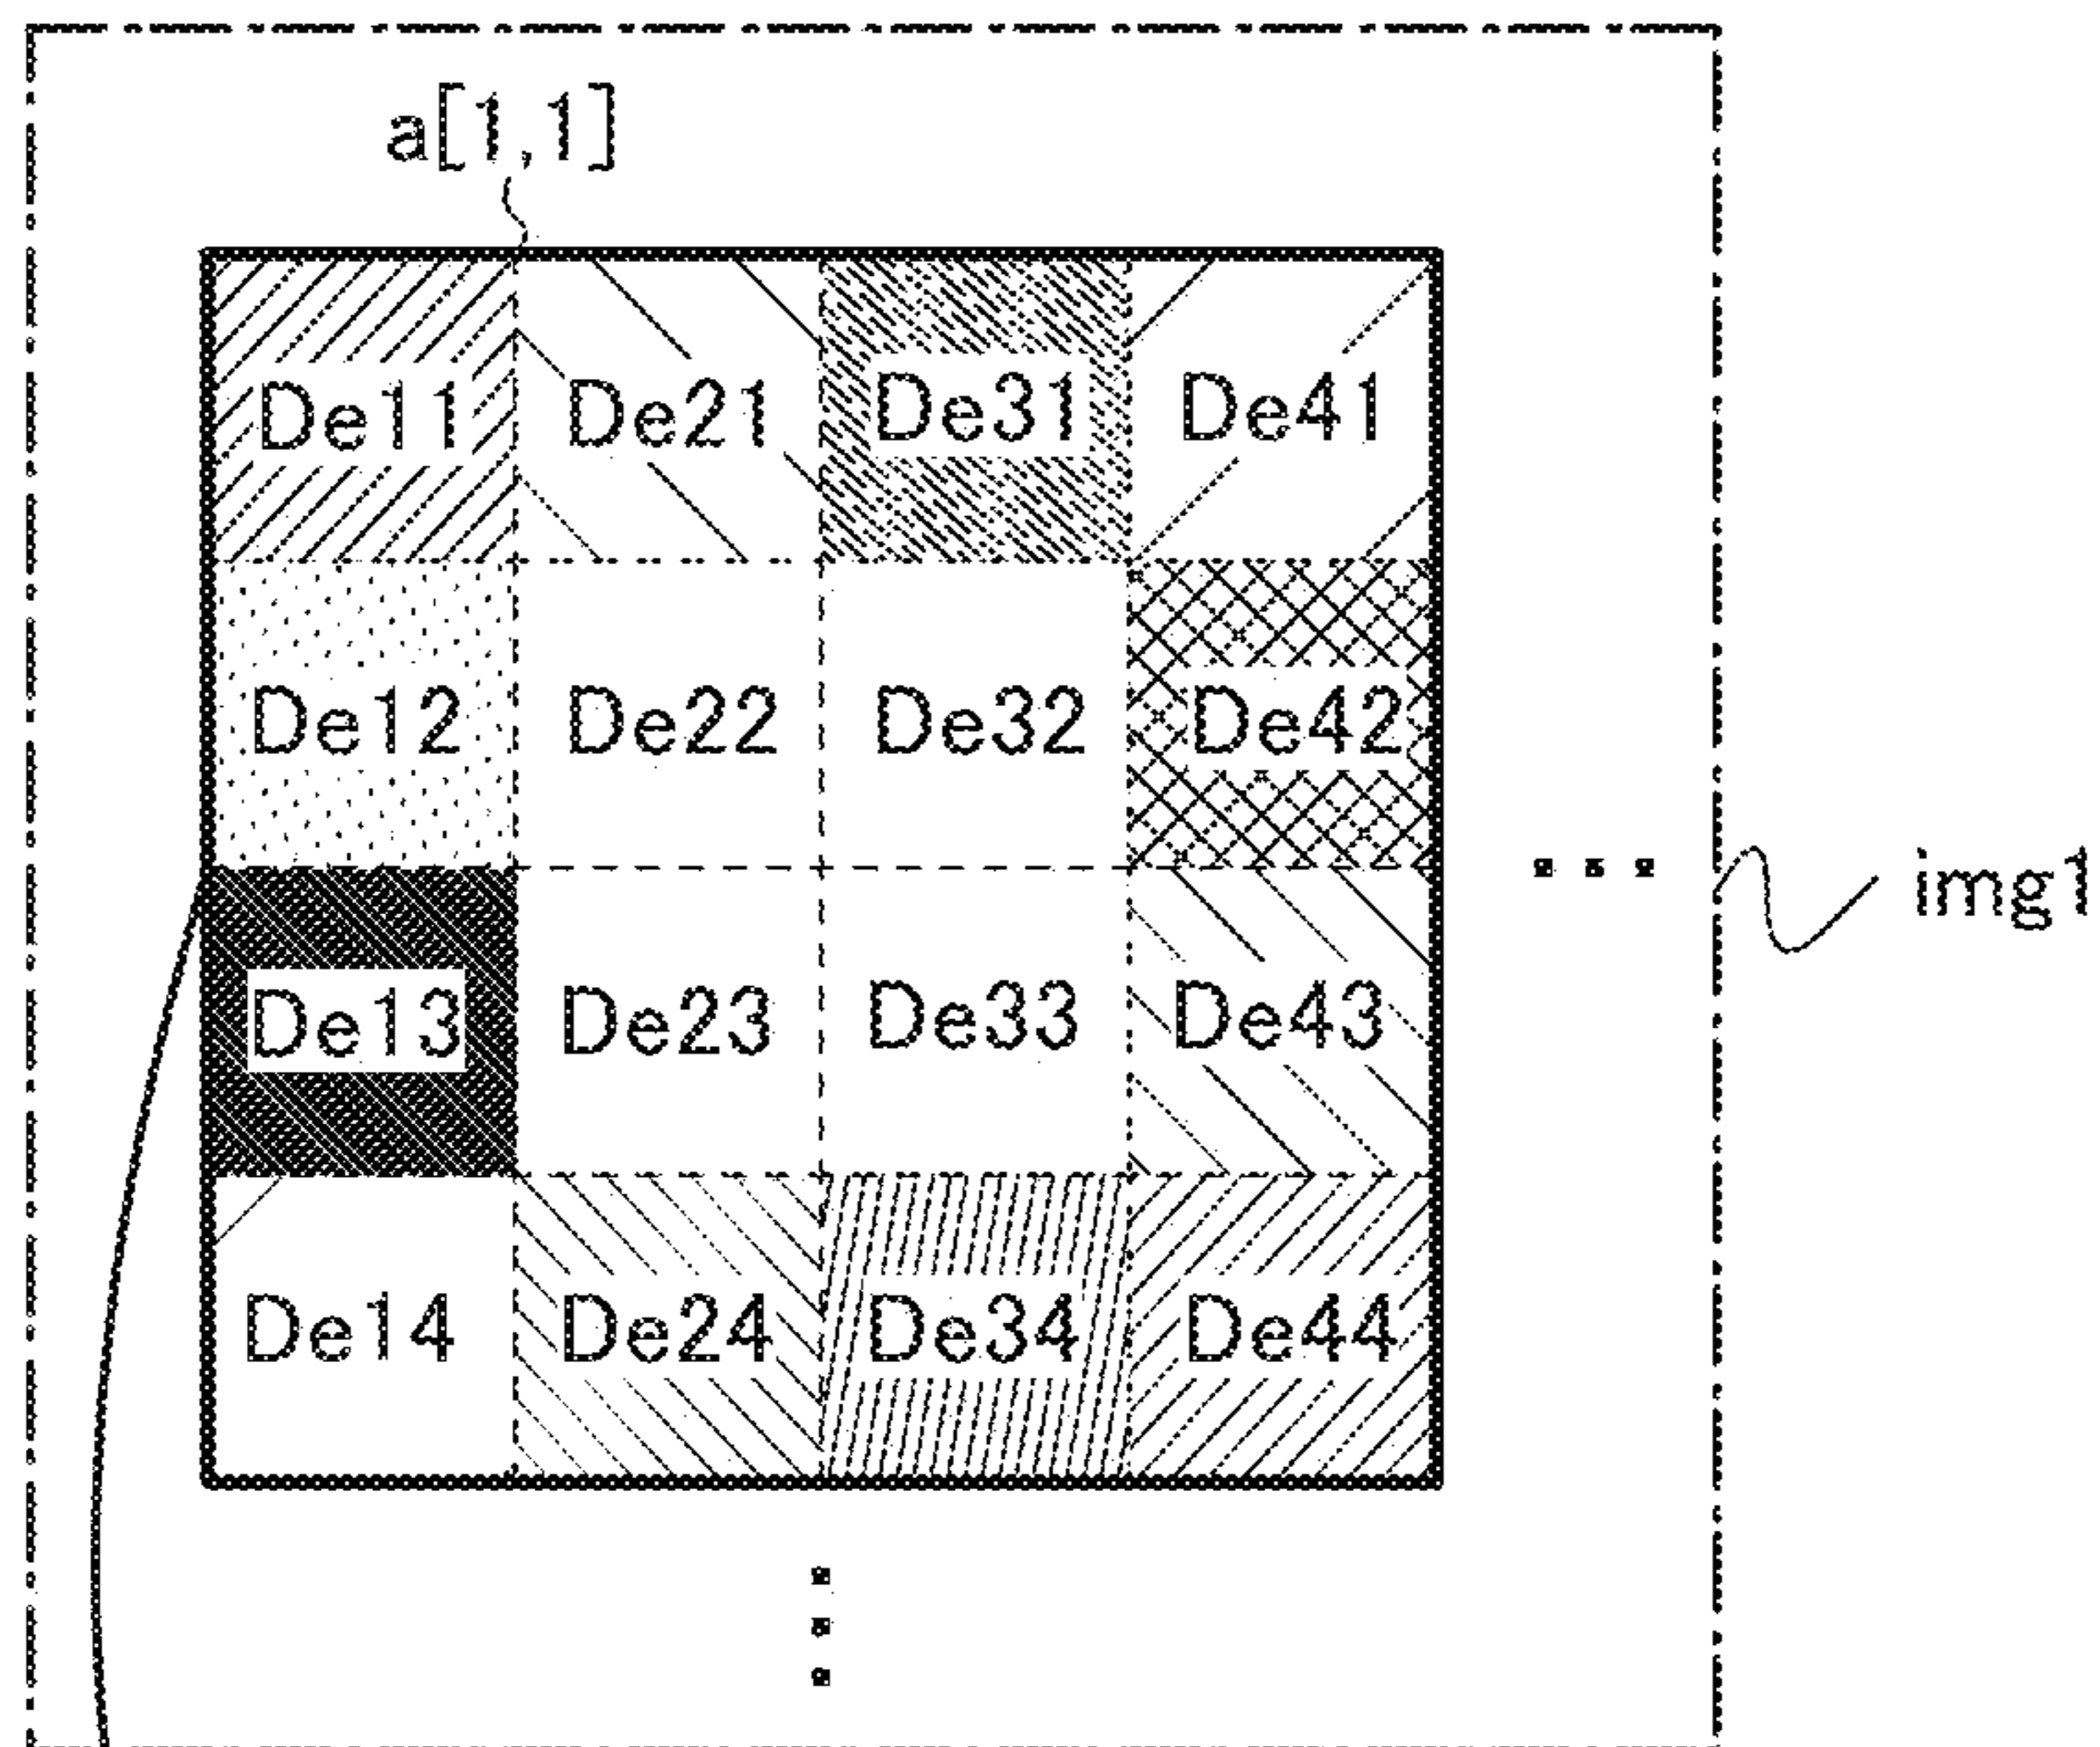 a[1,1]
De11 De21 De31 De41
De12 De22 De32 De42
... img1
De13 De23 De33 De43
De14 De24 De34 De44